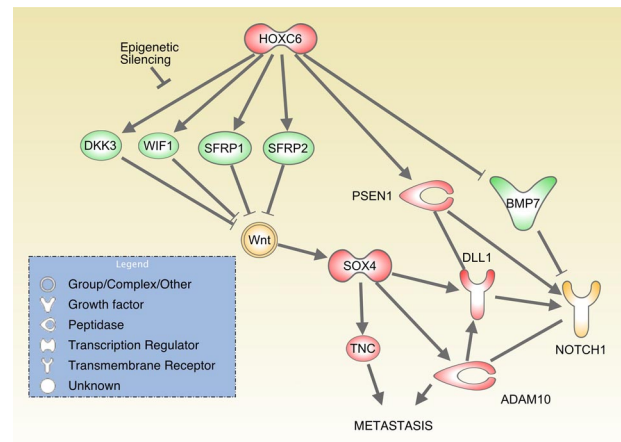 HOXC6
Epigenetic
Silencing
DKK3
WIF1
SFRP1
SFRP2
PSEN1
BMP7
Wnt
DLL1
SOX4
Legend
Group/Complex/Other
Growth factor
Peptidase
Transcription Regulator
Transmembrane Receptor
Unknown
TNC
NOTCH1
ADAM10
METASTASIS